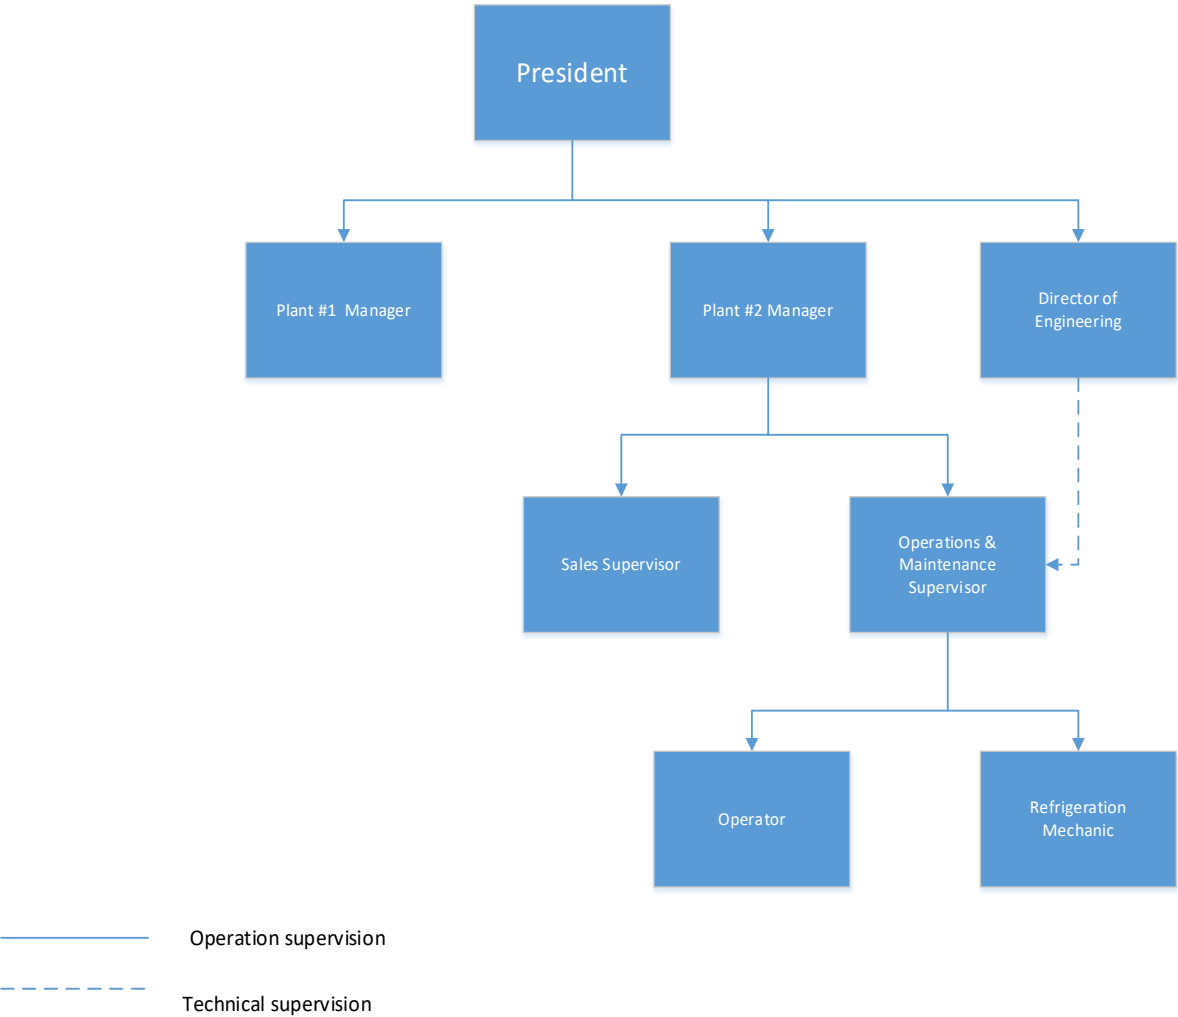 President
Plant #1  Manager
Plant #2 Manager
Director of
Engineering
Sales Supervisor
Operations &
Maintenance
Supervisor
Operator
Refrigeration
Mechanic
Operation supervision
Technical supervision